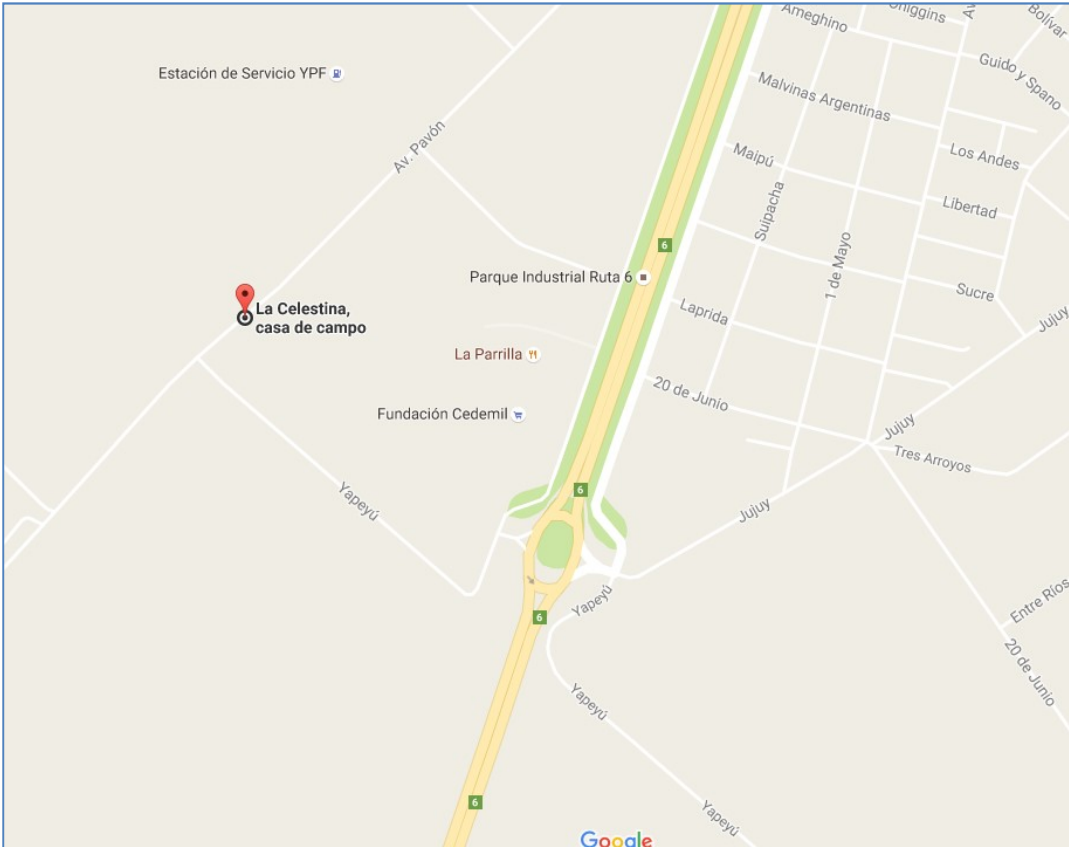 Ameghino
Bolívar
Guido y Spano
Estación de Servicio YPF
Malvinas Argentinas
Av. Pavón
Maipú
Los Andes
Suipacha
Libertad
6
1 de Mayo
Parque Industrial Ruta 6
Sucre
La Celestina,
casa de campo
Laprida
Jujuy
La Parrilla
20 de Junio
Fundación Cedemil
Jujuy
Tres Arroyos
Yapeyú
6
Jujuy
Yapeyú
Entre Ríos
6
20 de Junio
Yapeyú
6
Yapeyú
Google